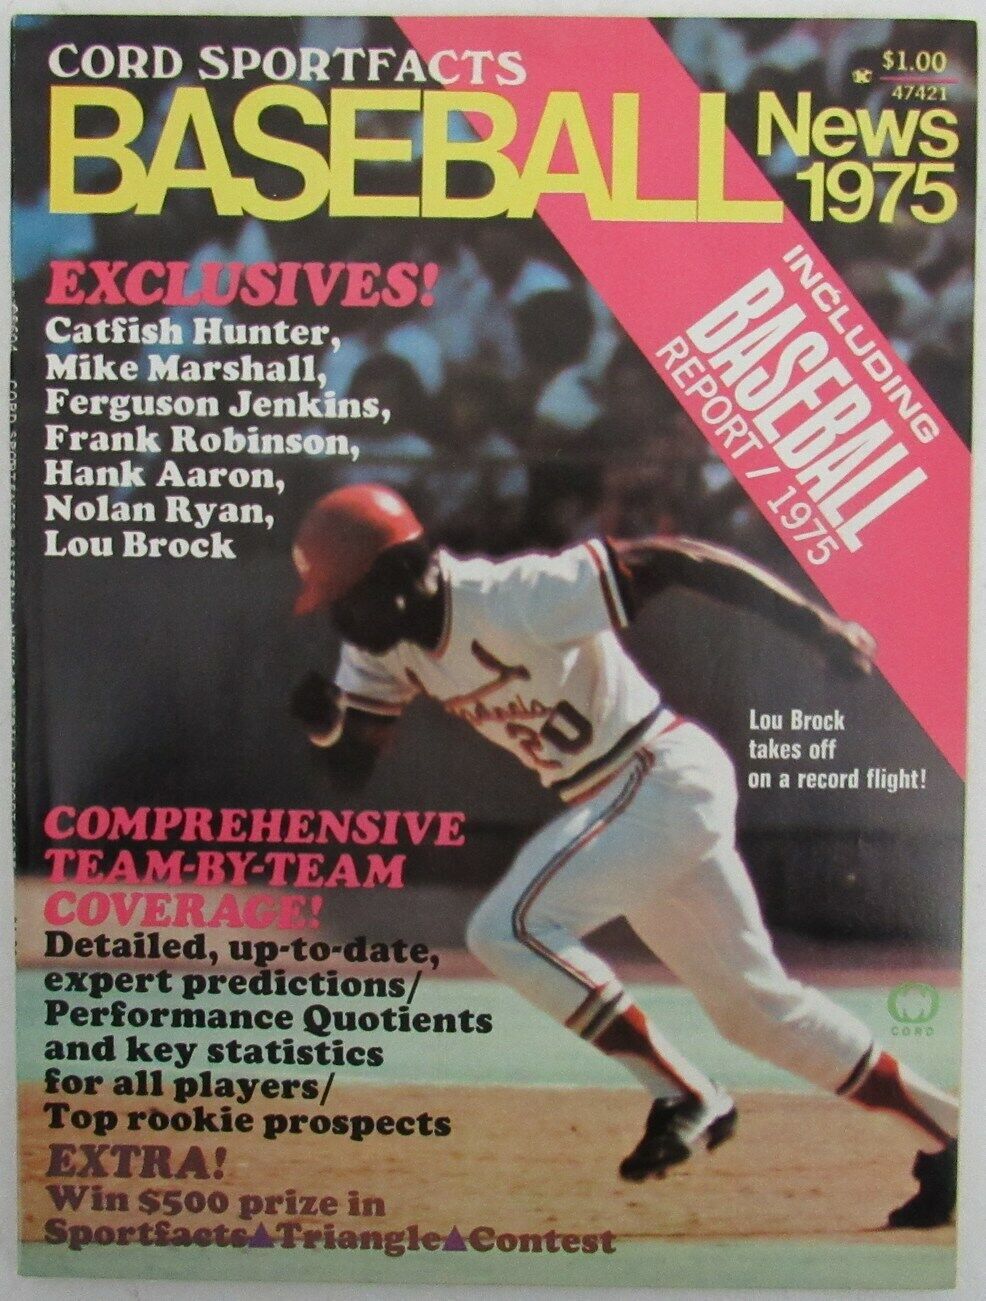 CORD SPORTFACTS
BASEBALL
News
1975
$1.00
47421
INCLUDING
BASEBALL
REPORT / 1975
EXCLUSIVES!
Catfish Hunter,
Mike Marshall,
Ferguson Jenkins,
Frank Robinson,
Hank Aaron,
Nolan Ryan,
Lou Brock
Lou Brock
takes off
on a record flight!
COMPREHENSIVE
TEAM-BY-TEAM
COVERAGE!
Detailed, up-to-date,
expert predictions/
Performance Quotients
and key statistics
for all players/
Top rookie prospects
EXTRA!
Win $500 prize in
Sportfacts▲Triangle▲Contest
CORD